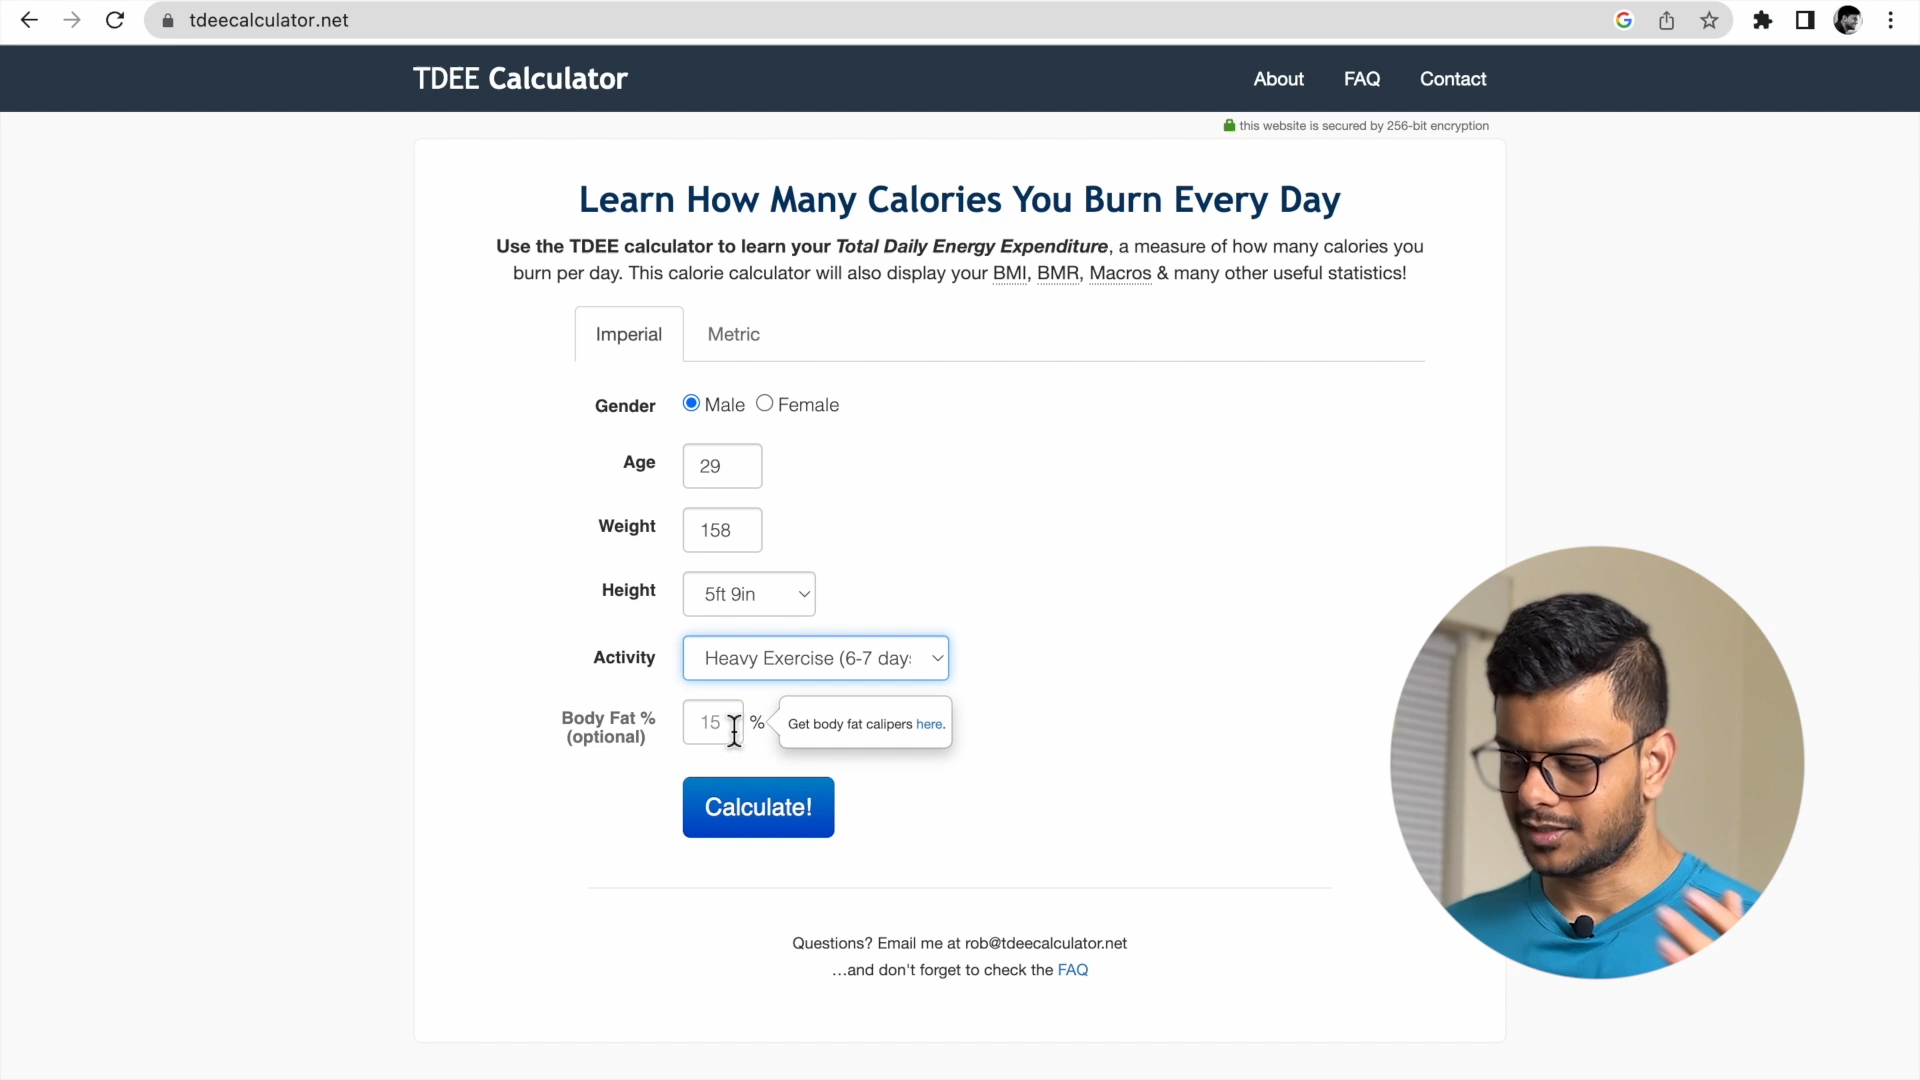 tdeecalculator.net
TDEE Calculator
About FAQ Contact
this website is secured by 256-bit encryption
Learn How Many Calories You Burn Every Day
Use the TDEE calculator to learn your Total Daily Energy Expenditure, a measure of how many calories you
burn per day. This calorie calculator will also display your BMI, BMR, Macros & many other useful statistics!
Imperial Metric
Gender Male Female
Age 29
Weight 158
Height 5ft 9in
Activity Heavy Exercise (6-7 days
Body Fat % 15 % Get body fat calipers here.
(optional)
Calculate!
Questions? Email me at rob@tdeecalculator.net
...and don't forget to check the FAQ